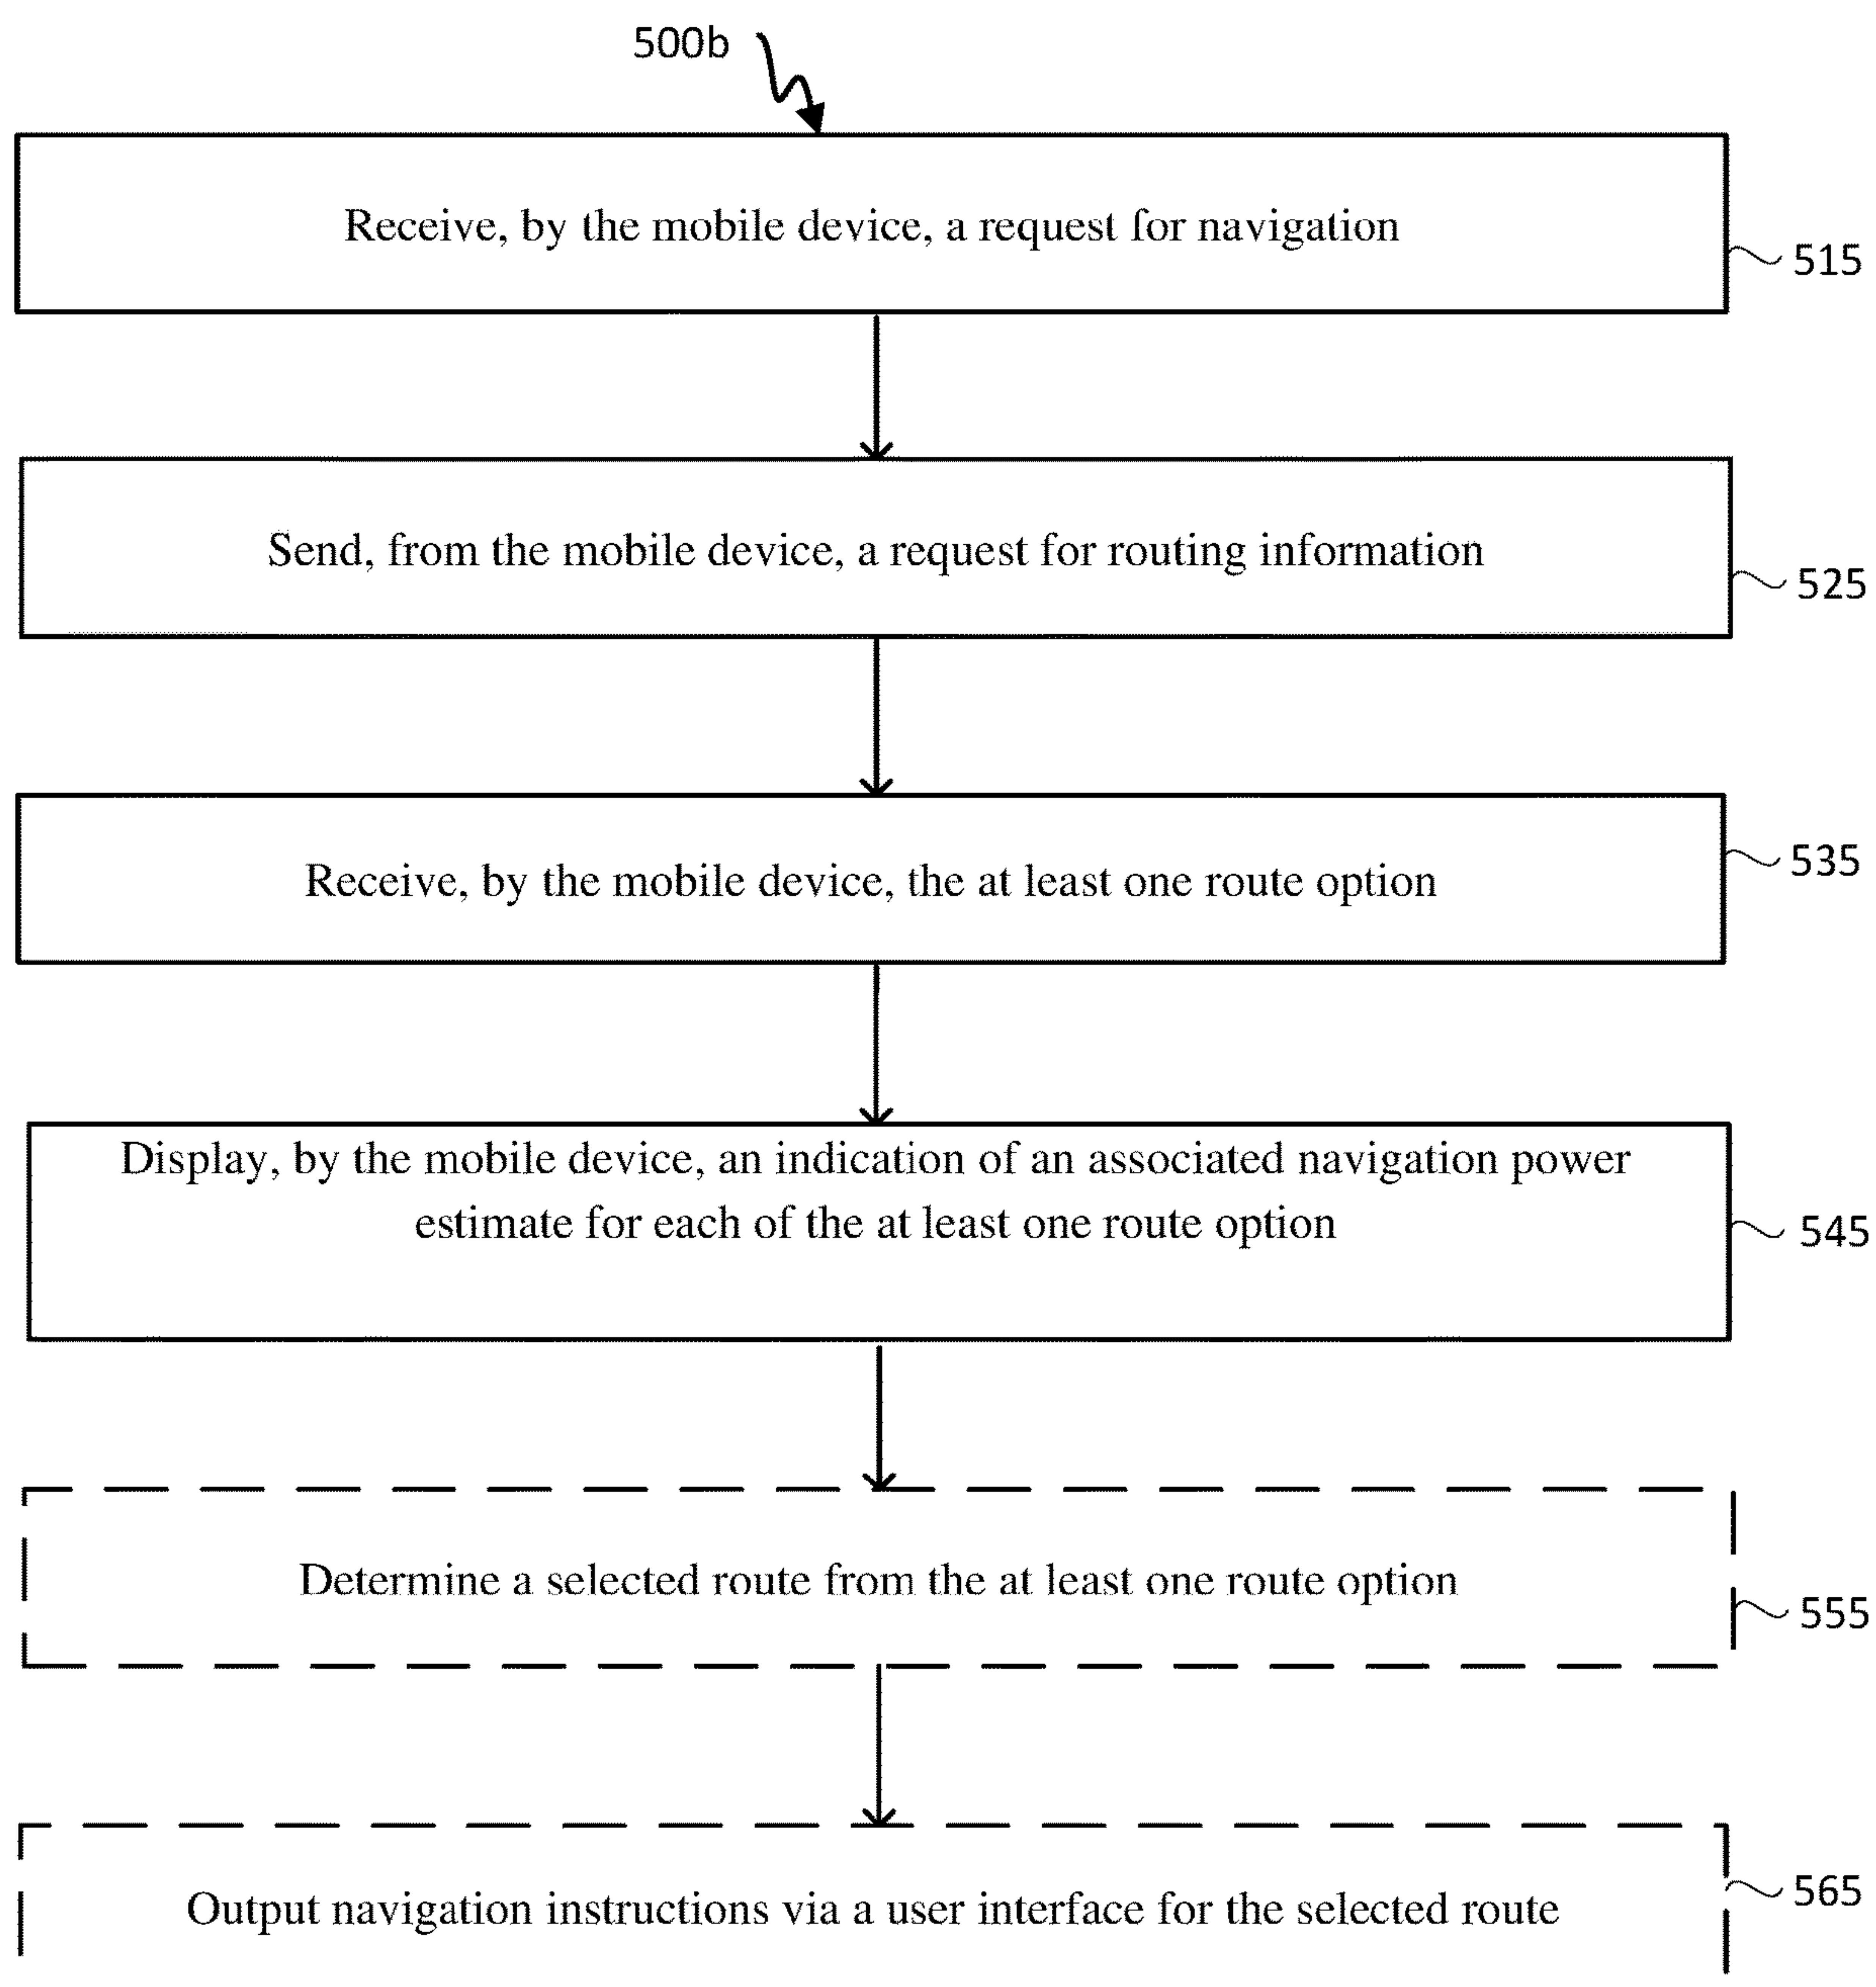 500b
Receive, by the mobile device, a request for navigation
515
Send, from the mobile device, a request for routing information
525
Receive, by the mobile device, the at least one route option
535
Display, by the mobile device, an indication of an associated navigation power
estimate for each of the at least one route option
545
Determine a selected route from the at least one route option
555
Output navigation instructions via a user interface for the selected route
565